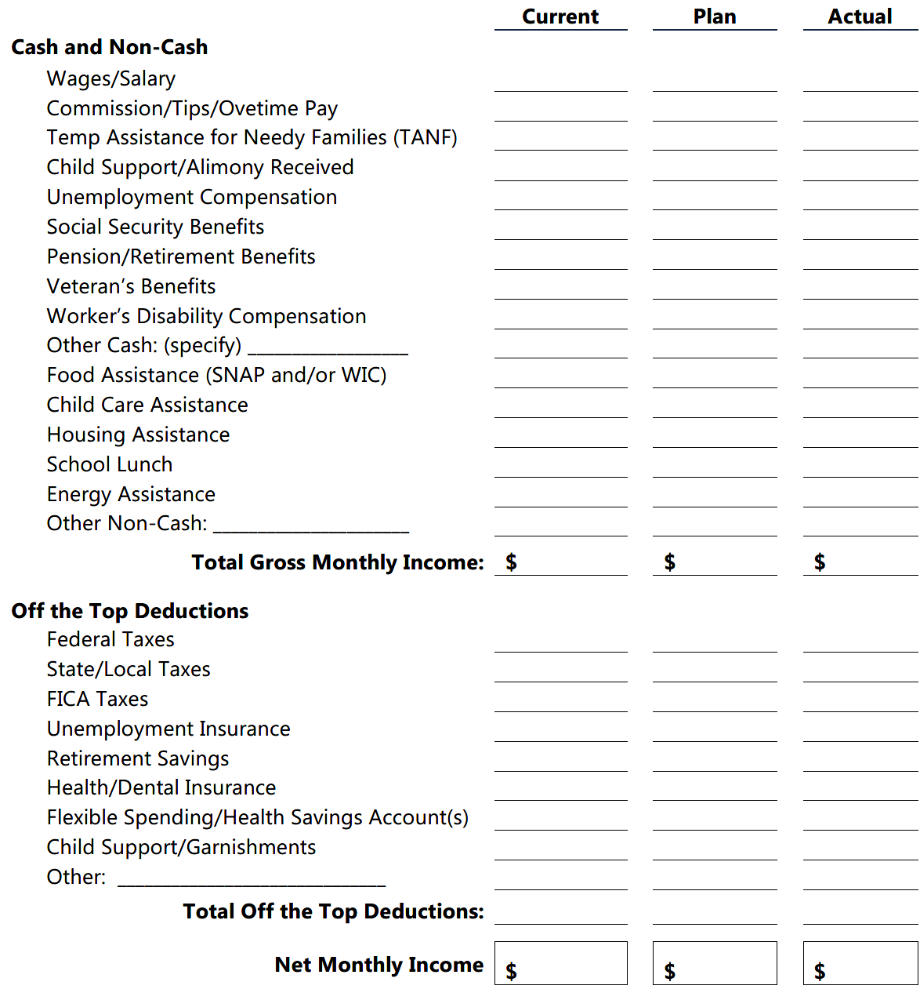 Current Plan Actual
Cash and Non-Cash
Wages/Salary
Commission/Tips/Ovetime Pay
Temp Assistance for Needy Families (TANF)
Child Support/Alimony Received
Unemployment Compensation
Social Security Benefits
Pension/Retirement Benefits
Veteran’s Benefits
Worker’s Disability Compensation
Other Cash: (specify) __________________
Food Assistance (SNAP and/or WIC)
Child Care Assistance
Housing Assistance
School Lunch
Energy Assistance
Other Non-Cash: ______________________
Total Gross Monthly Income: $ $ $
Off the Top Deductions
Federal Taxes
State/Local Taxes
FICA Taxes
Unemployment Insurance
Retirement Savings
Health/Dental Insurance
Flexible Spending/Health Savings Account(s)
Child Support/Garnishments
Other: ______________________________
Total Off the Top Deductions:
Net Monthly Income $ $ $